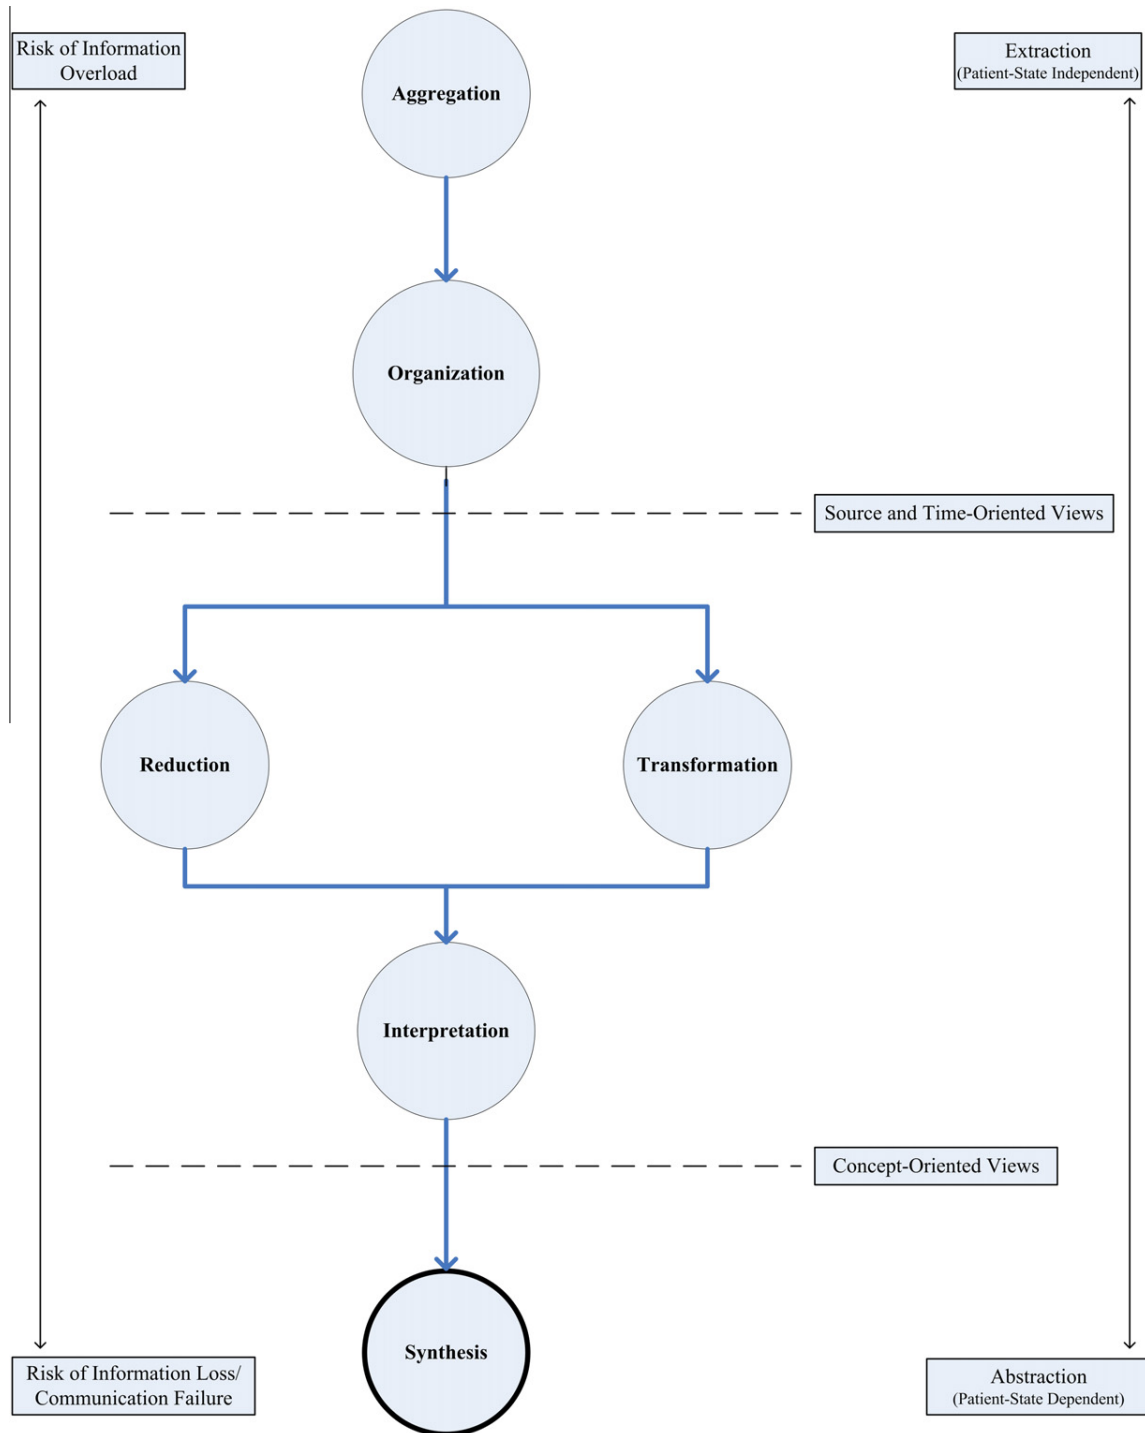 Risk of Information
Overload
Aggregation
Extraction
(Patient-State Independent)
Organization
Source and Time-Oriented Views
Reduction
Transformation
Interpretation
Concept-Oriented Views
Synthesis
Risk of Information Loss/
Communication Failure
Abstraction
(Patient-State Dependent)